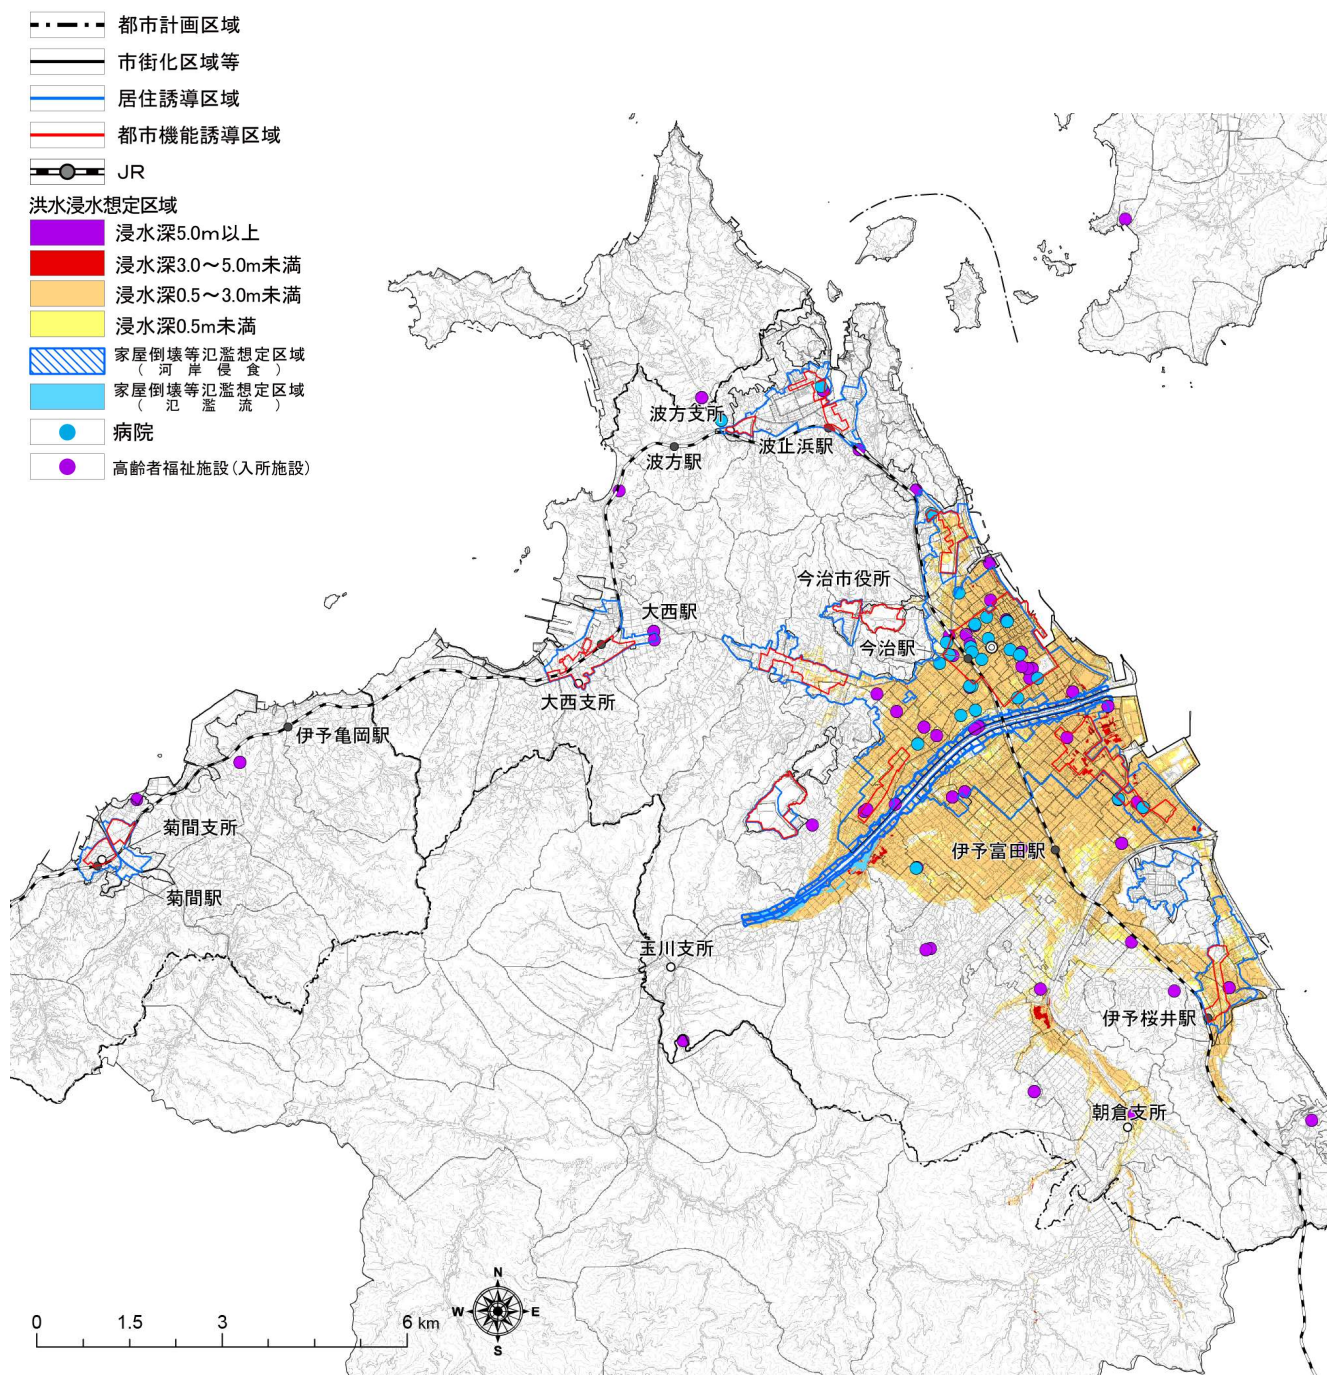 都市計画区域
市街化区域等
居住誘導区域
都市機能誘導区域
JR
洪水浸水想定区域
浸水深5.0m以上
浸水深3.0～5.0m未満
浸水深0.5～3.0m未満
浸水深0.5m未満
家屋倒壊等氾濫想定区域
（河岸侵食）
家屋倒壊等氾濫想定区域
（氾濫流）
病院
高齢者福祉施設（入所施設）
波方支所
波止浜駅
波方駅
今治市役所
大西駅
今治駅
大西支所
伊予亀岡駅
菊間支所
伊予富田駅
菊間駅
玉川支所
伊予桜井駅
朝倉支所
N
W E
S
0 1.5 3 6 km